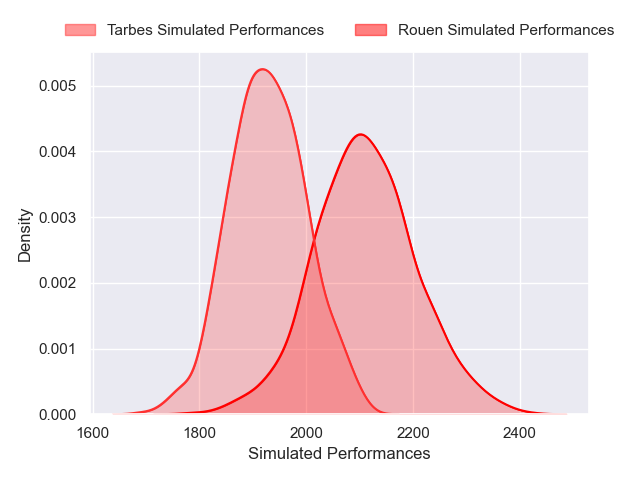 Tarbes Simulated Performances Rouen Simulated Performances
0.005
0.004
0.003
0.002
0.001
0.000
Density
1600 1800 2000 2200 2400
Simulated Performances